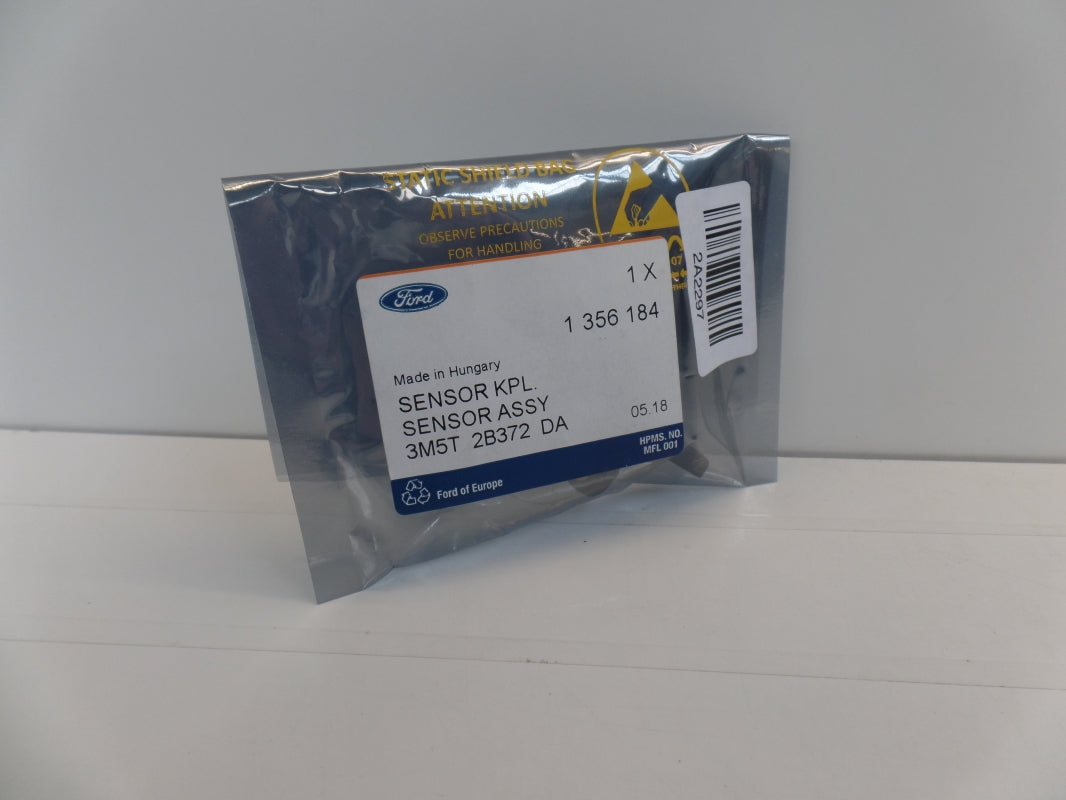 STATIC SHIELD BAG
ATTENTION
OBSERVE PRECAUTIONS
FOR HANDLING
07
Ford
1 X
1 356 184
Made in Hungary
SENSOR KPL.
SENSOR ASSY
3M5T 2B372 DA
05.18
HPMS. NO.
MFL 001
Ford of Europe
2A2297